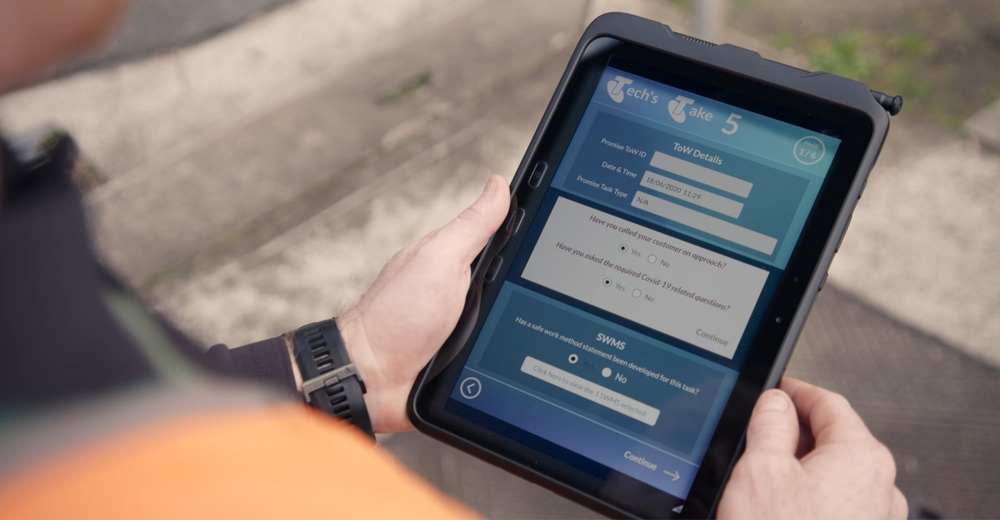 Tech's Take 5
PAGE
1/6
ToW Details
Promise ToW ID
Date & Time 18/06/2020 11:29
Promise Task Type N/A
Have you called your customer on approach?
Yes No
Have you asked the required Covid-19 related questions?
Yes No
Continue
SWMS
Has a safe work method statement been developed for this task?
Yes No
Click here to view the 1 SWMS selected
Continue